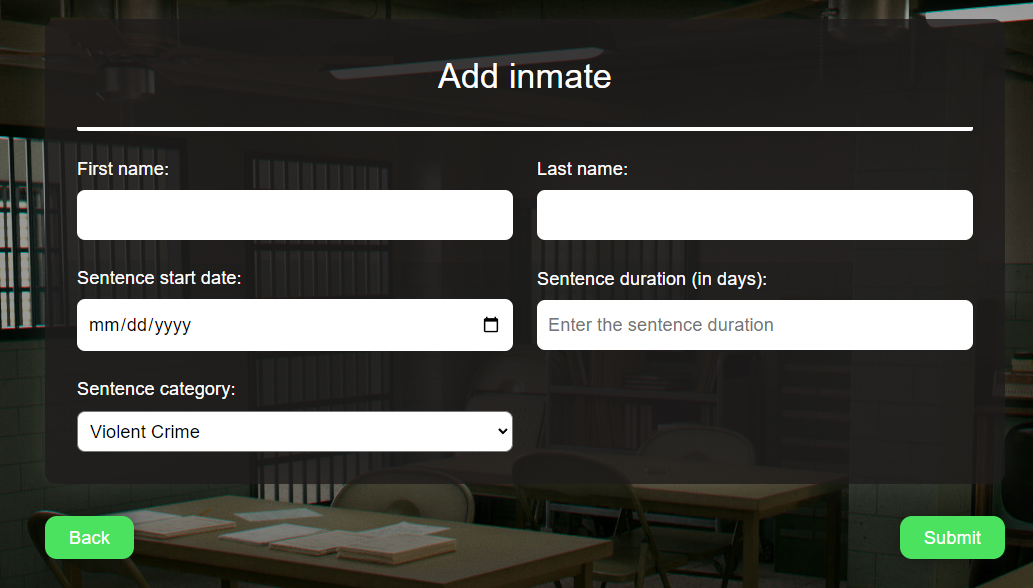 Add inmate
First name:
Last name:
Sentence start date:
Sentence duration (in days):
mm/dd/yyyy
Enter the sentence duration
Sentence category:
Violent Crime
Back
Submit